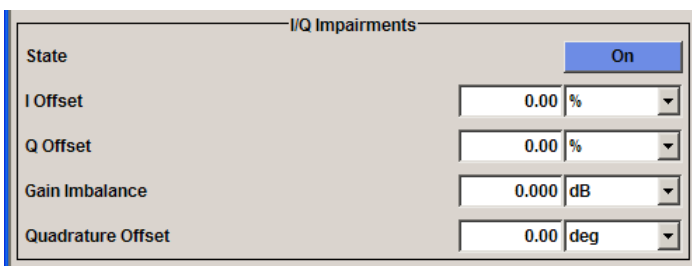 I/Q Impairments
State On
I Offset 0.00 %
Q Offset 0.00 %
Gain Imbalance 0.000 dB
Quadrature Offset 0.00 deg